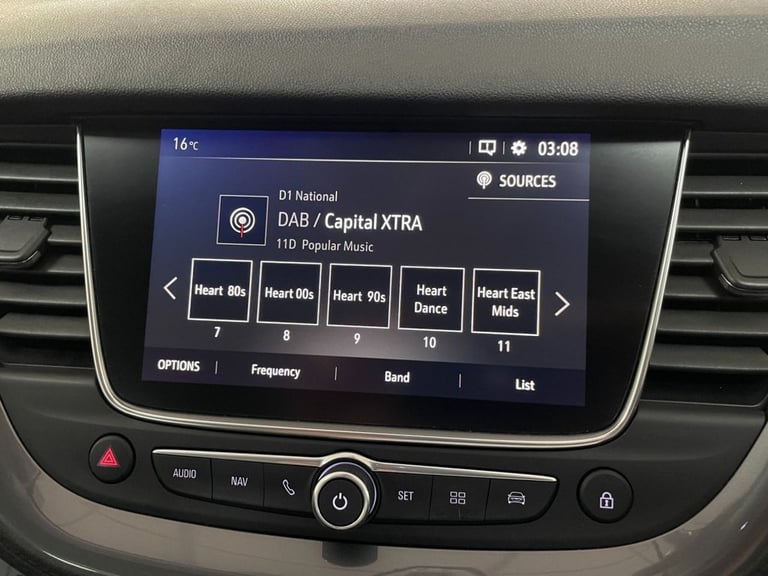 16°C
03:08
SOURCES
D1 National
DAB / Capital XTRA
11D Popular Music
Heart 80s
Heart 00s
Heart 90s
Heart Dance
Heart East Mids
7
8
9
10
11
OPTIONS
Frequency
Band
List
AUDIO
NAV
SET